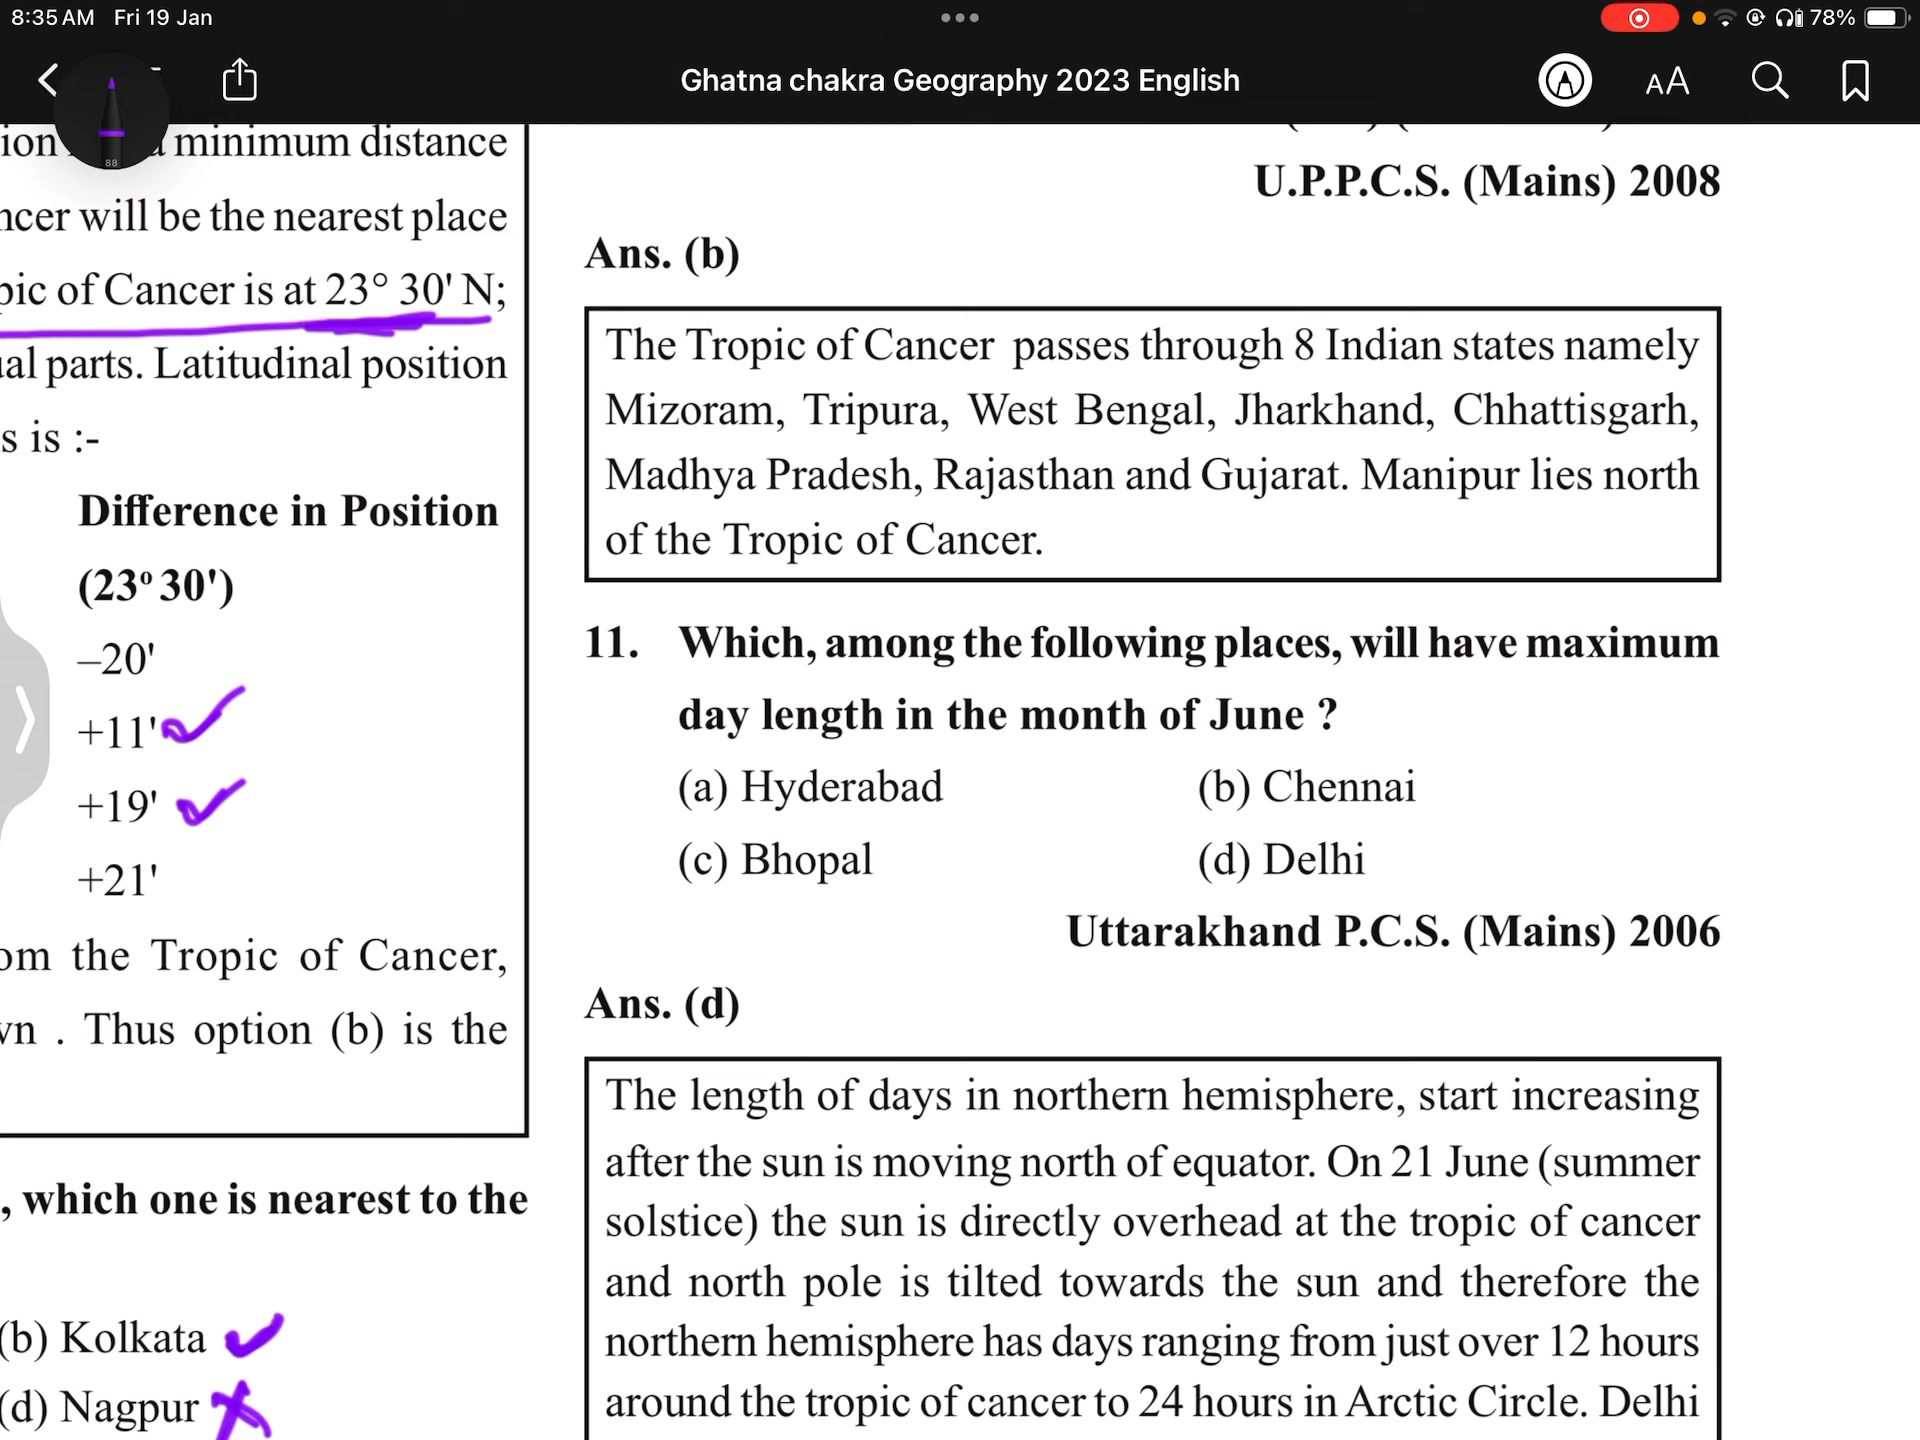 8:35 AM Fri 19 Jan
78%
Ghatna chakra Geography 2023 English
AA
88
minimum distance
will be the nearest place
of Cancer is at 23° 30' N;
parts. Latitudinal position
is :-
Difference in Position
(23° 30')
–20'
+11'
+19'
+21'
the Tropic of Cancer,
. Thus option (b) is the
, which one is nearest to the
(b) Kolkata
(d) Nagpur
U.P.P.C.S. (Mains) 2008
Ans. (b)
The Tropic of Cancer passes through 8 Indian states namely
Mizoram, Tripura, West Bengal, Jharkhand, Chhattisgarh,
Madhya Pradesh, Rajasthan and Gujarat. Manipur lies north
of the Tropic of Cancer.
11. Which, among the following places, will have maximum
day length in the month of June ?
(a) Hyderabad (b) Chennai
(c) Bhopal (d) Delhi
Uttarakhand P.C.S. (Mains) 2006
Ans. (d)
The length of days in northern hemisphere, start increasing
after the sun is moving north of equator. On 21 June (summer
solstice) the sun is directly overhead at the tropic of cancer
and north pole is tilted towards the sun and therefore the
northern hemisphere has days ranging from just over 12 hours
around the tropic of cancer to 24 hours in Arctic Circle. Delhi